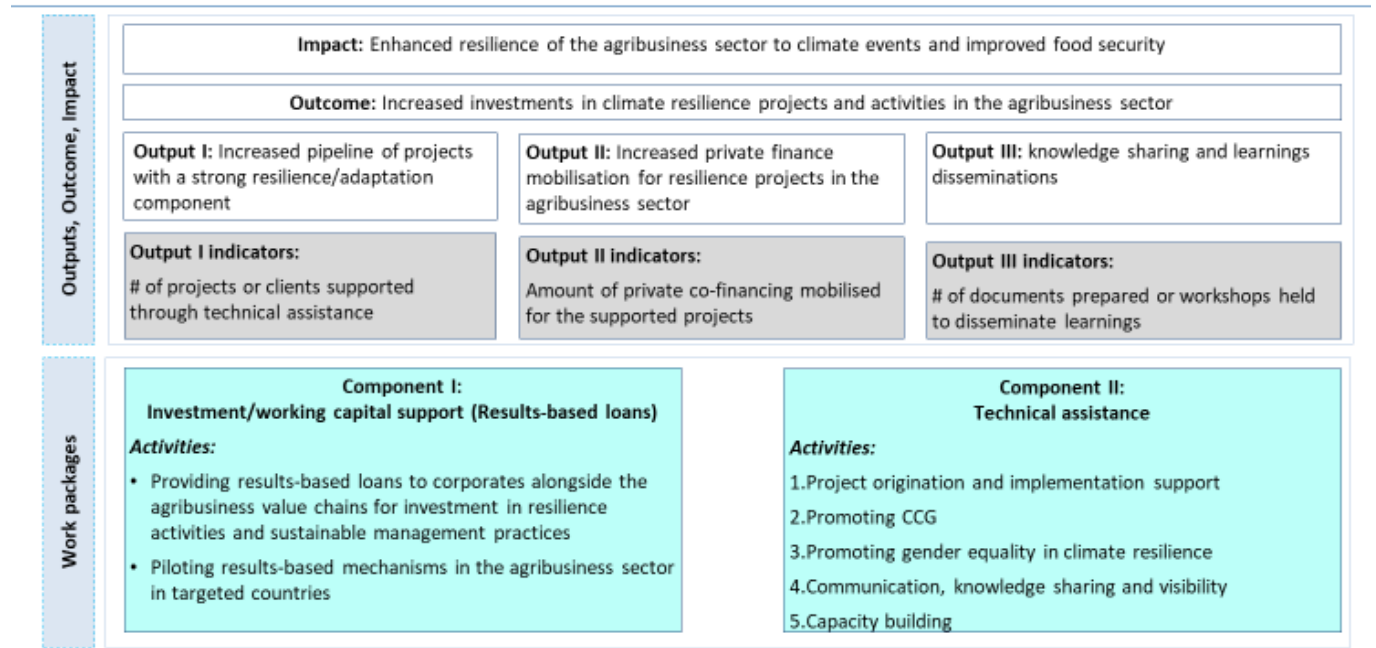 Outputs, Outcome, Impact
Impact: Enhanced resilience of the agribusiness sector to climate events and improved food security
Outcome: Increased investments in climate resilience projects and activities in the agribusiness sector
Output I: Increased pipeline of projects
with a strong resilience/adaptation
component
Output II: Increased private finance
mobilisation for resilience projects in the
agribusiness sector
Output III: knowledge sharing and learnings
disseminations
Output I indicators:
# of projects or clients supported
through technical assistance
Output II indicators:
Amount of private co-financing mobilised
for the supported projects
Output III indicators:
# of documents prepared or workshops held
to disseminate learnings
Work packages
Component I:
Investment/working capital support (Results-based loans)
Activities:
• Providing results-based loans to corporates alongside the
agribusiness value chains for investment in resilience
activities and sustainable management practices
• Piloting results-based mechanisms in the agribusiness sector
in targeted countries
Component II:
Technical assistance
Activities:
1.Project origination and implementation support
2.Promoting CCG
3.Promoting gender equality in climate resilience
4.Communication, knowledge sharing and visibility
5.Capacity building